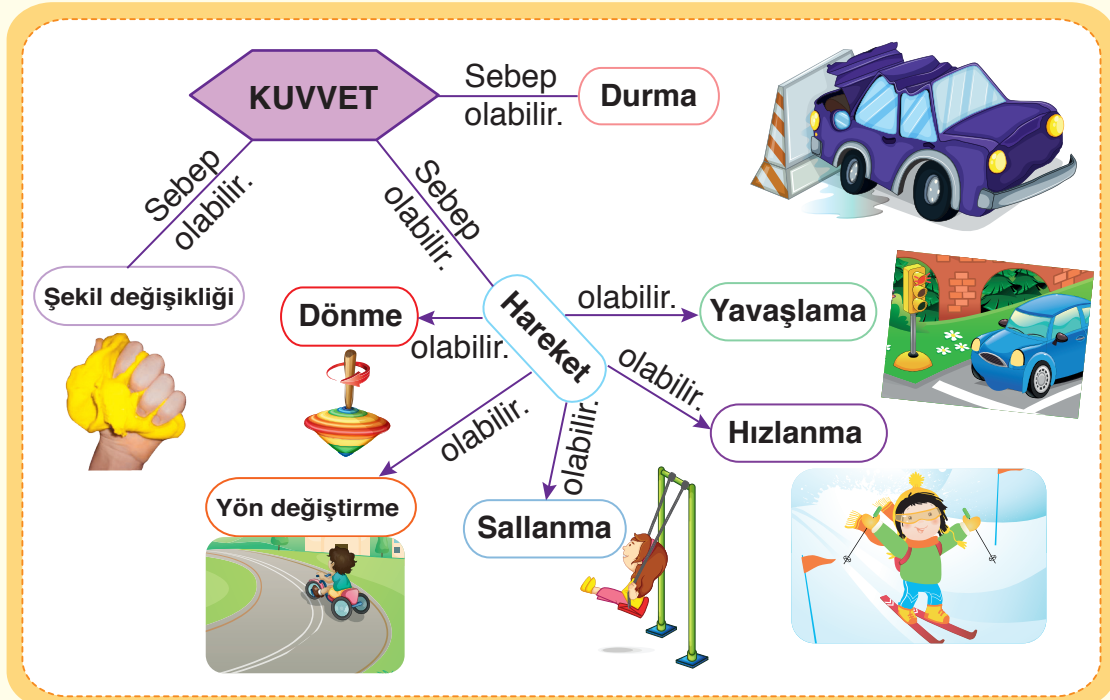 KUVVET
Sebep
olabilir.
Durma
Sebep
olabilir.
Sebep
olabilir.
Şekil değişikliği
Hareket
olabilir.
Yavaşlama
Dönme
olabilir.
olabilir.
Hızlanma
olabilir.
Yön değiştirme
olabilir.
Sallanma